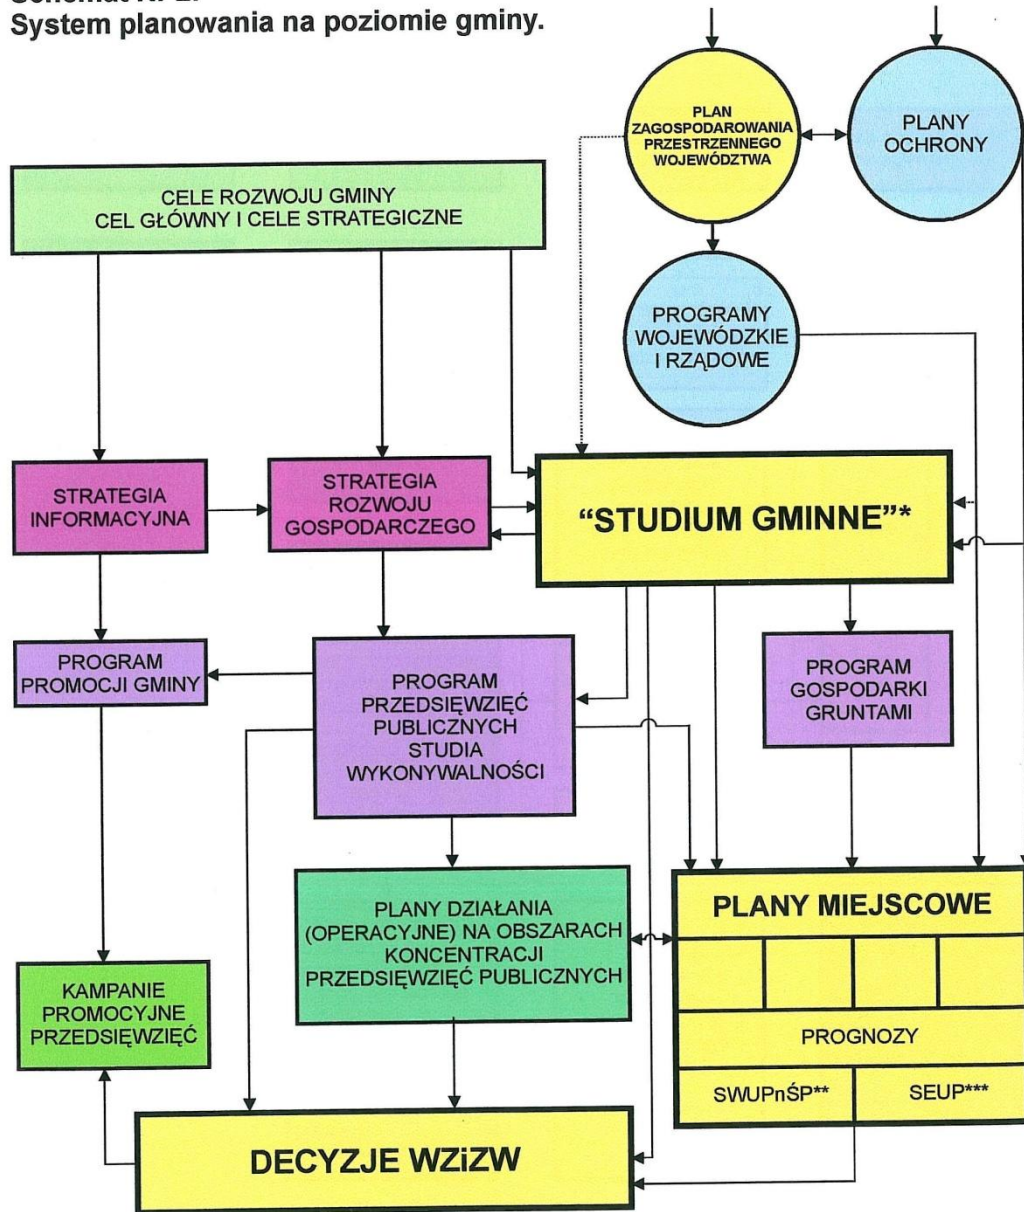 System planowania na poziomie gminy.
PLAN
ZAGOSPODAROWANIA
PRZESTRZENNEGO
WOJEWÓDZTWA
PLANY
OCHRONY
CELE ROZWOJU GMINY
CEL GŁÓWNY I CELE STRATEGICZNE
PROGRAMY
WOJEWÓDZKIE
I RZĄDOWE
STRATEGIA
INFORMACYJNA
STRATEGIA
ROZWOJU
GOSPODARCZEGO
“STUDIUM GMINNE”*
PROGRAM
PROMOCJI GMINY
PROGRAM
PRZEDSIĘWZIĘĆ
PUBLICZNYCH
STUDIA
WYKONYWALNOŚCI
PROGRAM
GOSPODARKI
GRUNTAMI
PLANY DZIAŁANIA
(OPERACYJNE) NA OBSZARACH
KONCENTRACJI
PRZEDSIĘWZIĘĆ PUBLICZNYCH
PLANY MIEJSCOWE
PROGNOZY
SWUPnŚP**
SEUP***
KAMPANIE
PROMOCYJNE
PRZEDSIĘWZIĘĆ
DECYZJE WZiZW